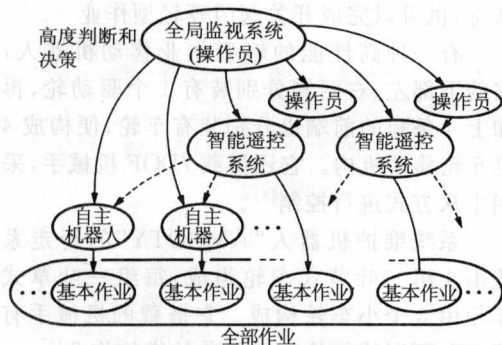 高度判断和
决策
全局监视系统
(操作员)
操作员
操作员
智能遥控
系统
智能遥控
系统
自主
机器
自主
机器
基本作业
基本作业
基本作业
基本作业
全部作业